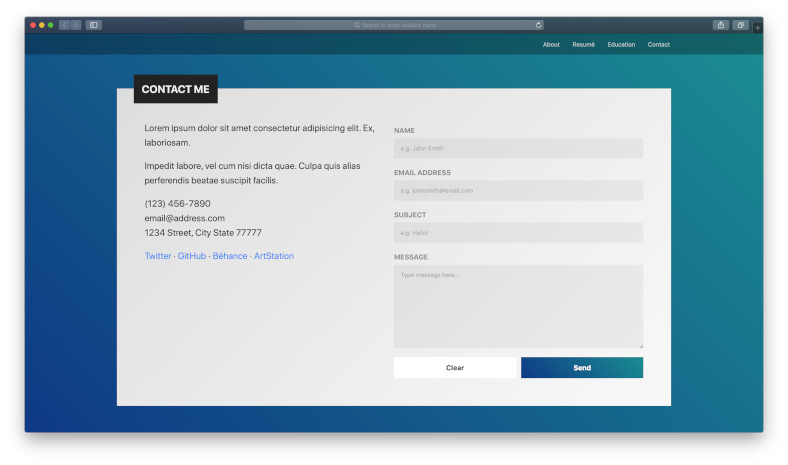 Search or enter website name
About Resumé Education Contact
CONTACT ME
Lorem ipsum dolor sit amet consectetur adipisicing elit. Ex,
laboriosam.
Impedit labore, vel cum nisi dicta quae. Culpa quis alias
perferendis beatae suscipit facilis.
(123) 456-7890
email@address.com
1234 Street, City State 77777
Twitter · GitHub · Bēhance · ArtStation
NAME
e.g. John Smith
EMAIL ADDRESS
e.g. johnsmith@email.com
SUBJECT
e.g. Hello!
MESSAGE
Type message here...
Clear Send